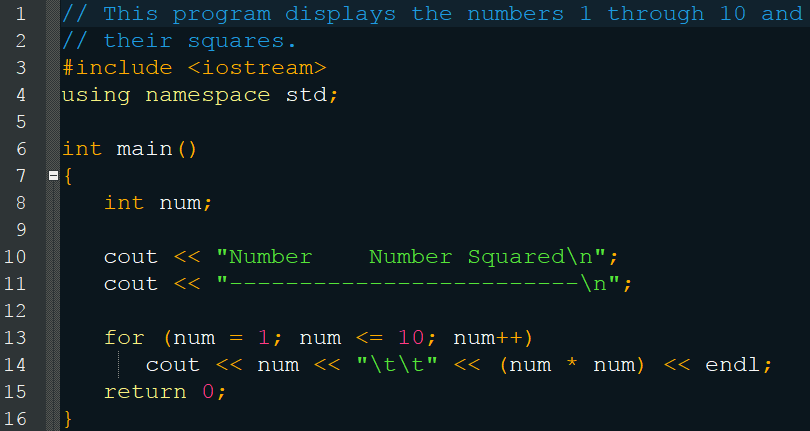 1 // This program displays the numbers 1 through 10 and
2 // their squares.
3 #include <iostream>
4 using namespace std;
5
6 int main()
7 {
8    int num;
9
10    cout << "Number    Number Squared\n";
11    cout << "-------------------------\n";
12
13    for (num = 1; num <= 10; num++)
14       cout << num << "\t\t" << (num * num) << endl;
15    return 0;
16 }